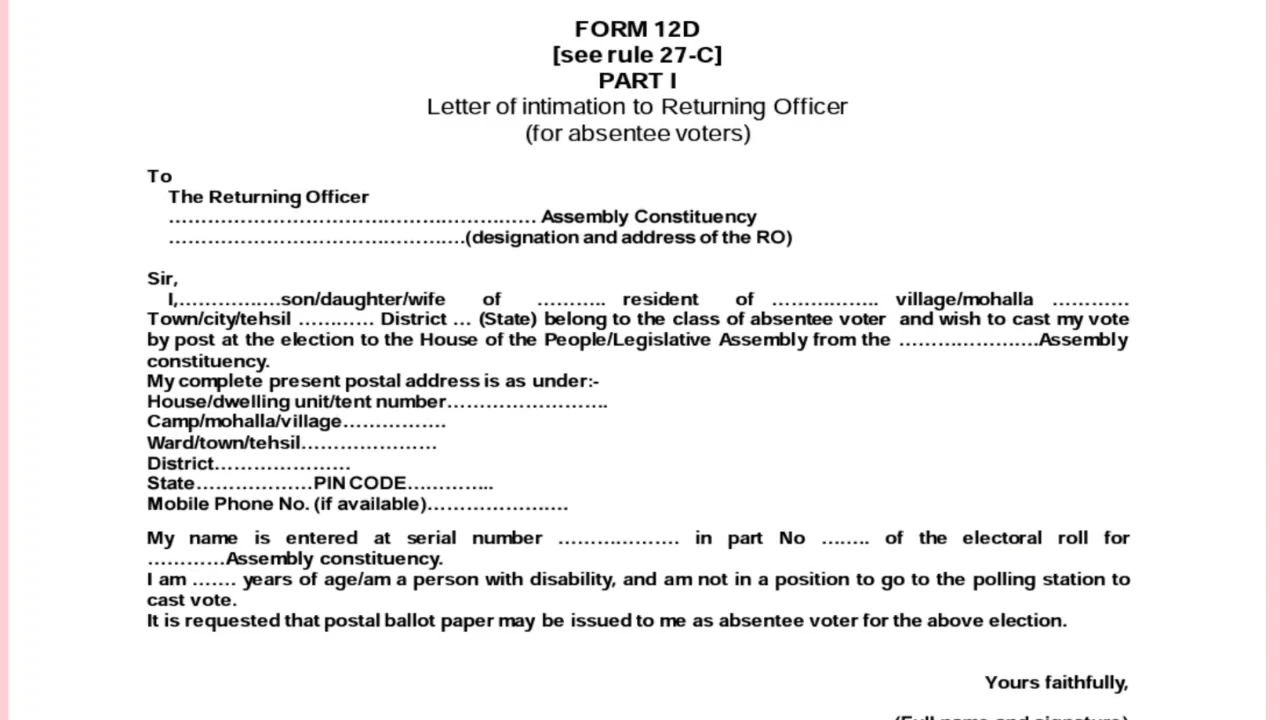 FORM 12D
[see rule 27-C]
PART I
Letter of intimation to Returning Officer
(for absentee voters)
To
The Returning Officer
………………………………………………… Assembly Constituency
……………………………………….(designation and address of the RO)
Sir,
I,…………….son/daughter/wife of ……….. resident of …………….. village/mohalla …………
Town/city/tehsil ………… District … (State) belong to the class of absentee voter and wish to cast my vote
by post at the election to the House of the People/Legislative Assembly from the ………………….Assembly
constituency.
My complete present postal address is as under:-
House/dwelling unit/tent number…………………….
Camp/mohalla/village…………….
Ward/town/tehsil…………………
District…………………
State………………PIN CODE…………..
Mobile Phone No. (if available)………………….
My name is entered at serial number ………………. in part No …….. of the electoral roll for
…………Assembly constituency.
I am ……. years of age/am a person with disability, and am not in a position to go to the polling station to
cast vote.
It is requested that postal ballot paper may be issued to me as absentee voter for the above election.
Yours faithfully,
(Full name and signature)